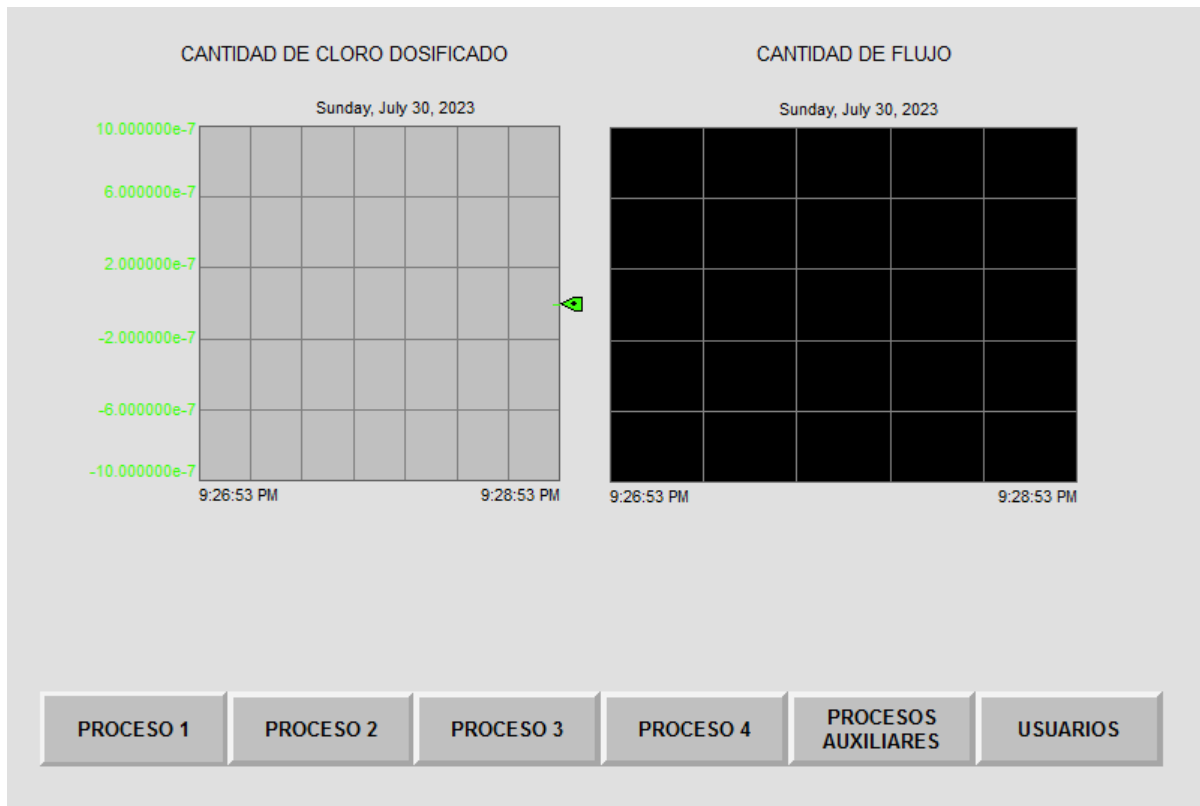 CANTIDAD DE CLORO DOSIFICADO
Sunday, July 30, 2023
10.000000e-7
6.000000e-7
2.000000e-7
-2.000000e-7
-6.000000e-7
-10.000000e-7
9:26:53 PM
9:28:53 PM
CANTIDAD DE FLUJO
Sunday, July 30, 2023
9:26:53 PM
9:28:53 PM
PROCESO 1
PROCESO 2
PROCESO 3
PROCESO 4
PROCESOS
AUXILIARES
USUARIOS